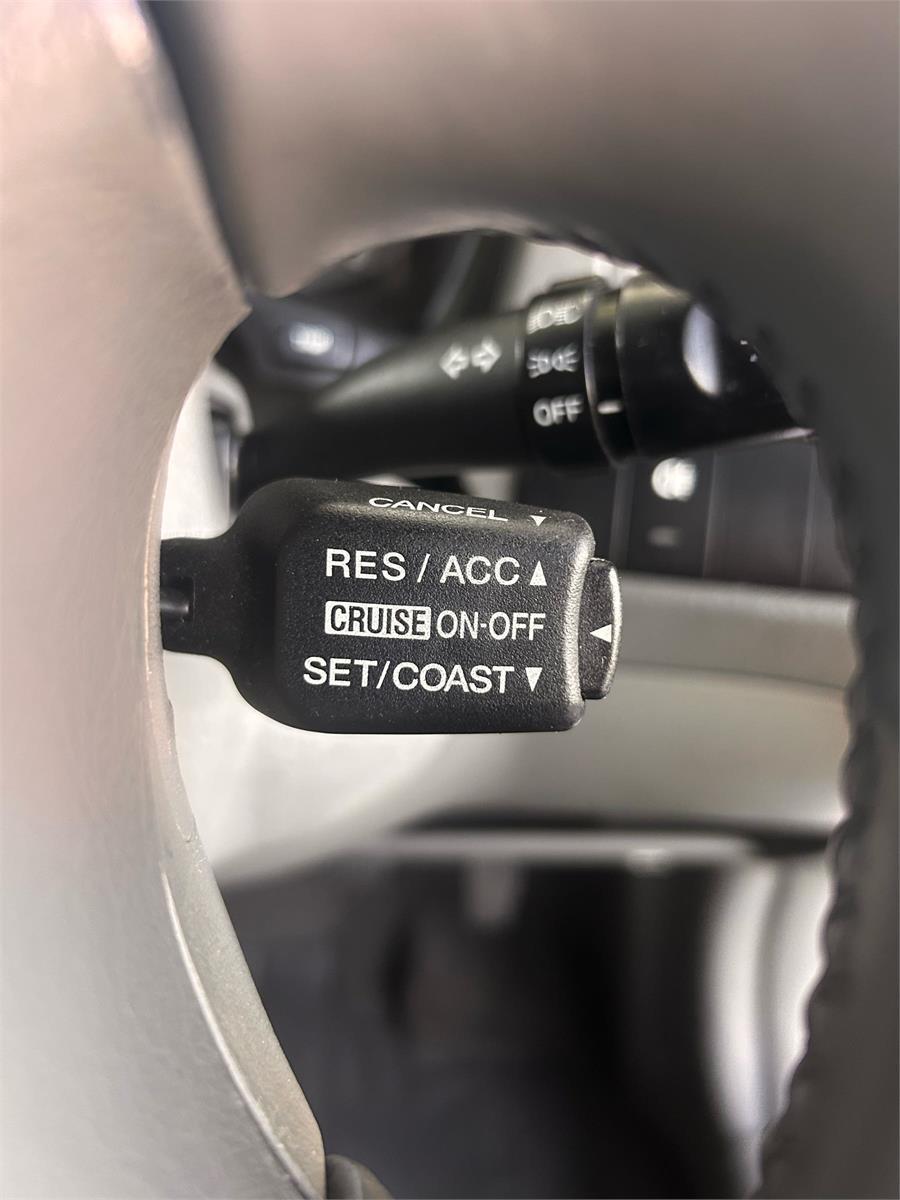 OFF
CANCEL ▼
RES / ACC ▲
CRUISE ON-OFF ◀
SET/COAST ▼